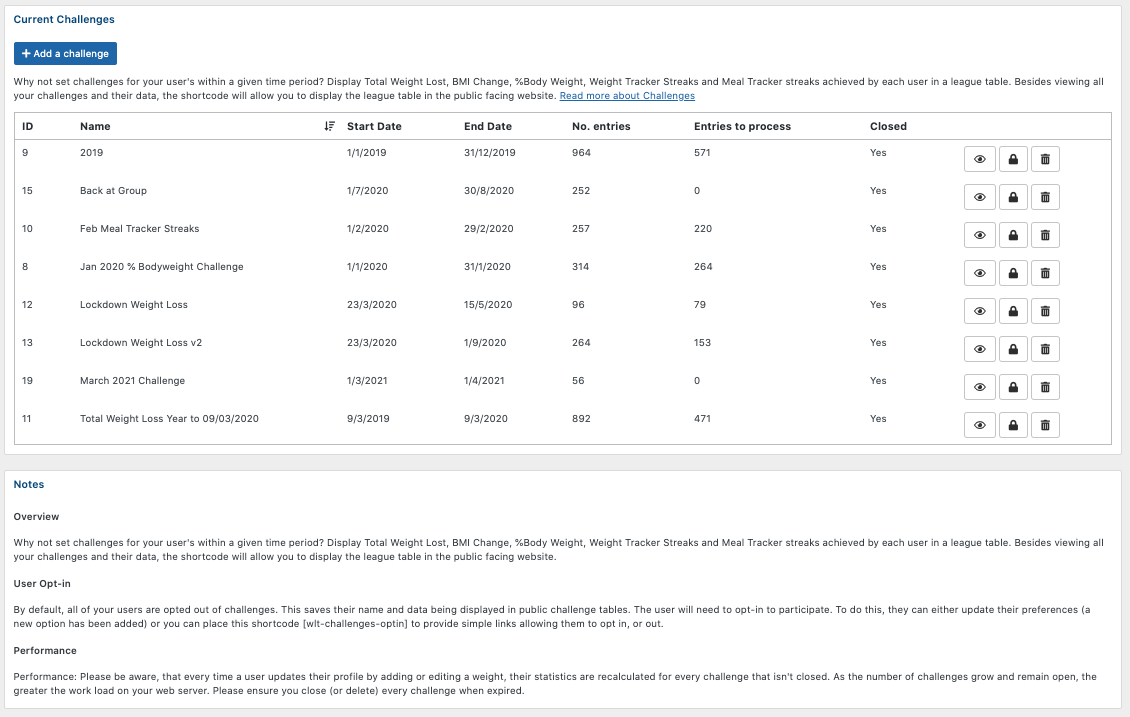 Current Challenges
Add a challenge
Why not set challenges for your user's within a given time period? Display Total Weight Lost, BMI Change, %Body Weight, Weight Tracker Streaks and Meal Tracker streaks achieved by each user in a league table. Besides viewing all
your challenges and their data, the shortcode will allow you to display the league table in the public facing website. Read more about Challenges
ID Name Start Date End Date No. entries Entries to process Closed
9 2019 1/1/2019 31/12/2019 964 571 Yes
15 Back at Group 1/7/2020 30/8/2020 252 0 Yes
10 Feb Meal Tracker Streaks 1/2/2020 29/2/2020 257 220 Yes
8 Jan 2020 % Bodyweight Challenge 1/1/2020 31/1/2020 314 264 Yes
12 Lockdown Weight Loss 23/3/2020 15/5/2020 96 79 Yes
13 Lockdown Weight Loss v2 23/3/2020 1/9/2020 264 153 Yes
19 March 2021 Challenge 1/3/2021 1/4/2021 56 0 Yes
11 Total Weight Loss Year to 09/03/2020 9/3/2019 9/3/2020 892 471 Yes
Notes
Overview
Why not set challenges for your user's within a given time period? Display Total Weight Lost, BMI Change, %Body Weight, Weight Tracker Streaks and Meal Tracker streaks achieved by each user in a league table. Besides viewing all
your challenges and their data, the shortcode will allow you to display the league table in the public facing website.
User Opt-in
By default, all of your users are opted out of challenges. This saves their name and data being displayed in public challenge tables. The user will need to opt-in to participate. To do this, they can either update their preferences (a
new option has been added) or you can place this shortcode [wlt-challenges-optin] to provide simple links allowing them to opt in, or out.
Performance
Performance: Please be aware, that every time a user updates their profile by adding or editing a weight, their statistics are recalculated for every challenge that isn't closed. As the number of challenges grow and remain open, the
greater the work load on your web server. Please ensure you close (or delete) every challenge when expired.